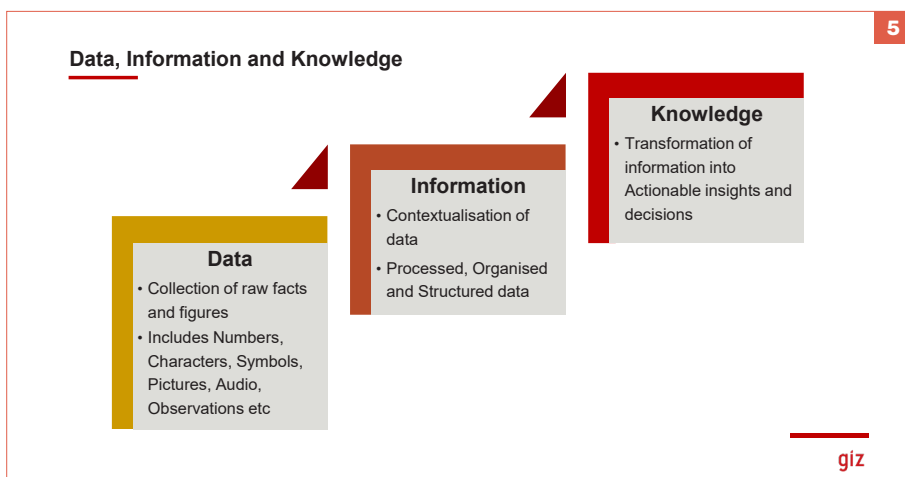 5
Data, Information and Knowledge
Data
• Collection of raw facts
and figures
• Includes Numbers,
Characters, Symbols,
Pictures, Audio,
Observations etc
Information
• Contextualisation of
data
• Processed, Organised
and Structured data
Knowledge
• Transformation of
information into
Actionable insights and
decisions
giz